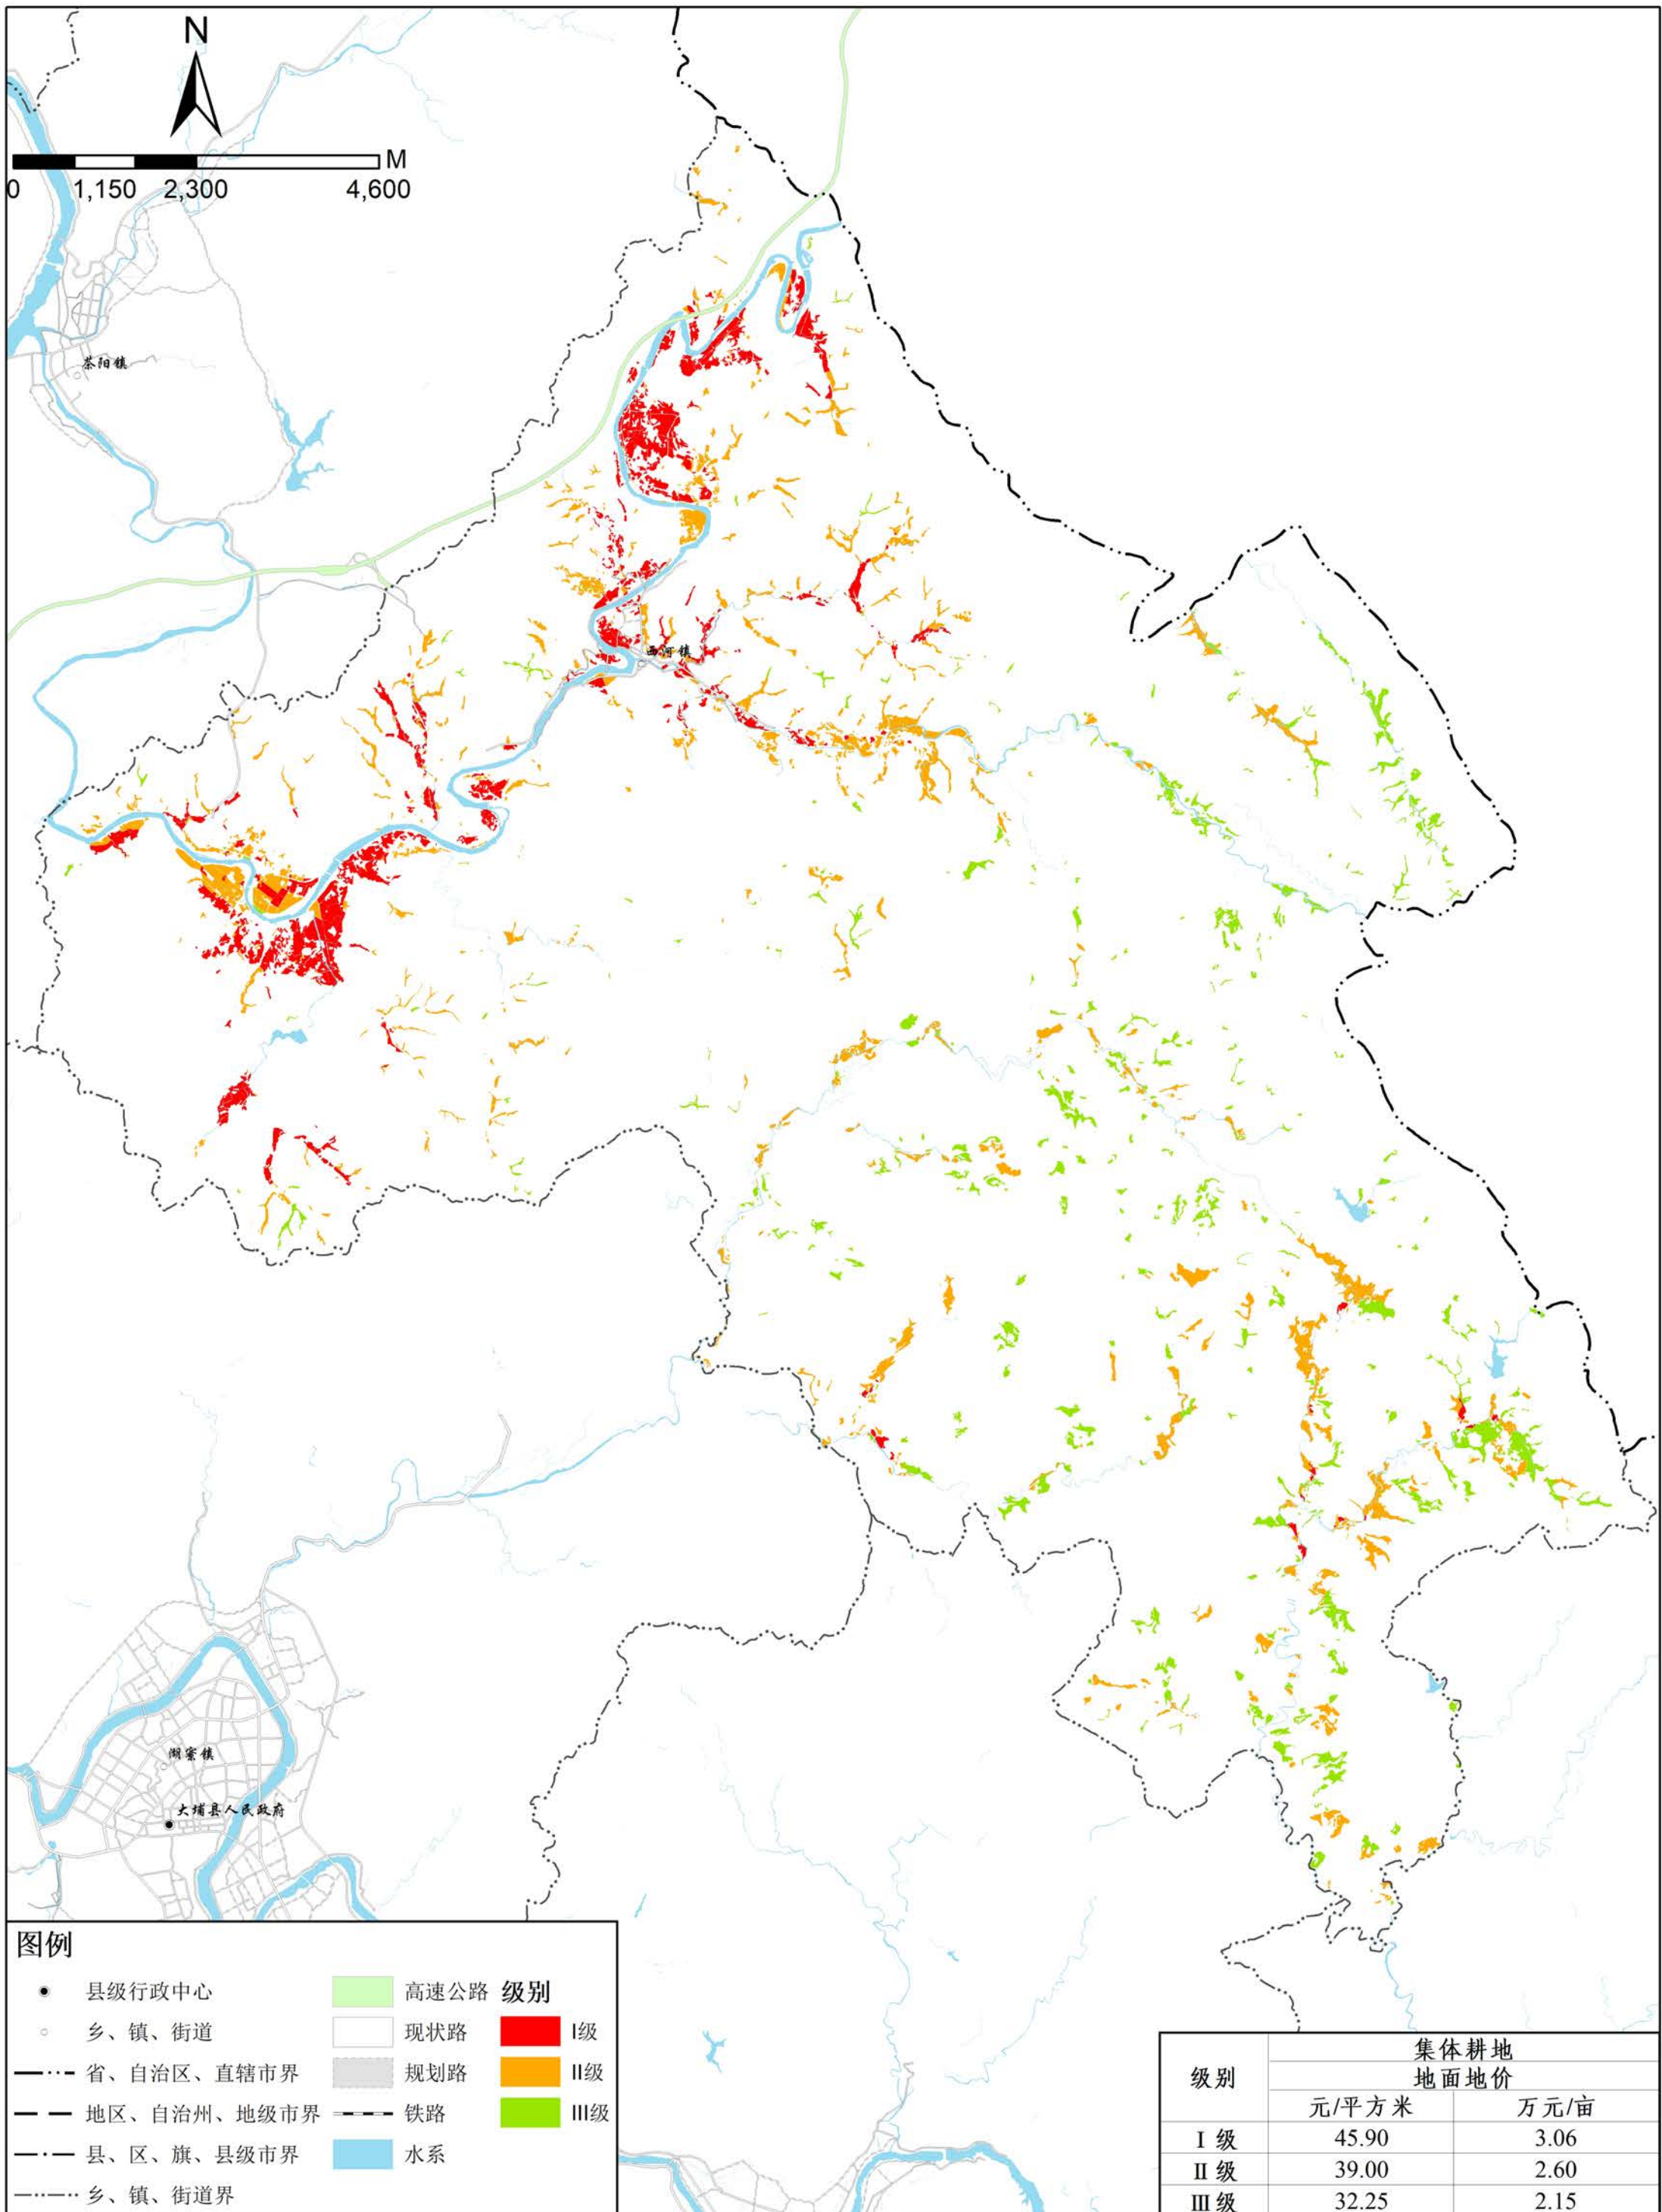 N
M
0 1,150 2,300 4,600
茶阳镇
西河镇
湖寮镇
大埔县人民政府
图例
县级行政中心
乡、镇、街道
省、自治区、直辖市界
地区、自治州、地级市界
县、区、旗、县级市界
乡、镇、街道界
高速公路
现状路
规划路
铁路
水系
级别
I级
II级
III级
级别 集体耕地
地面地价
元/平方米 万元/亩
I 级 45.90 3.06
II 级 39.00 2.60
III 级 32.25 2.15